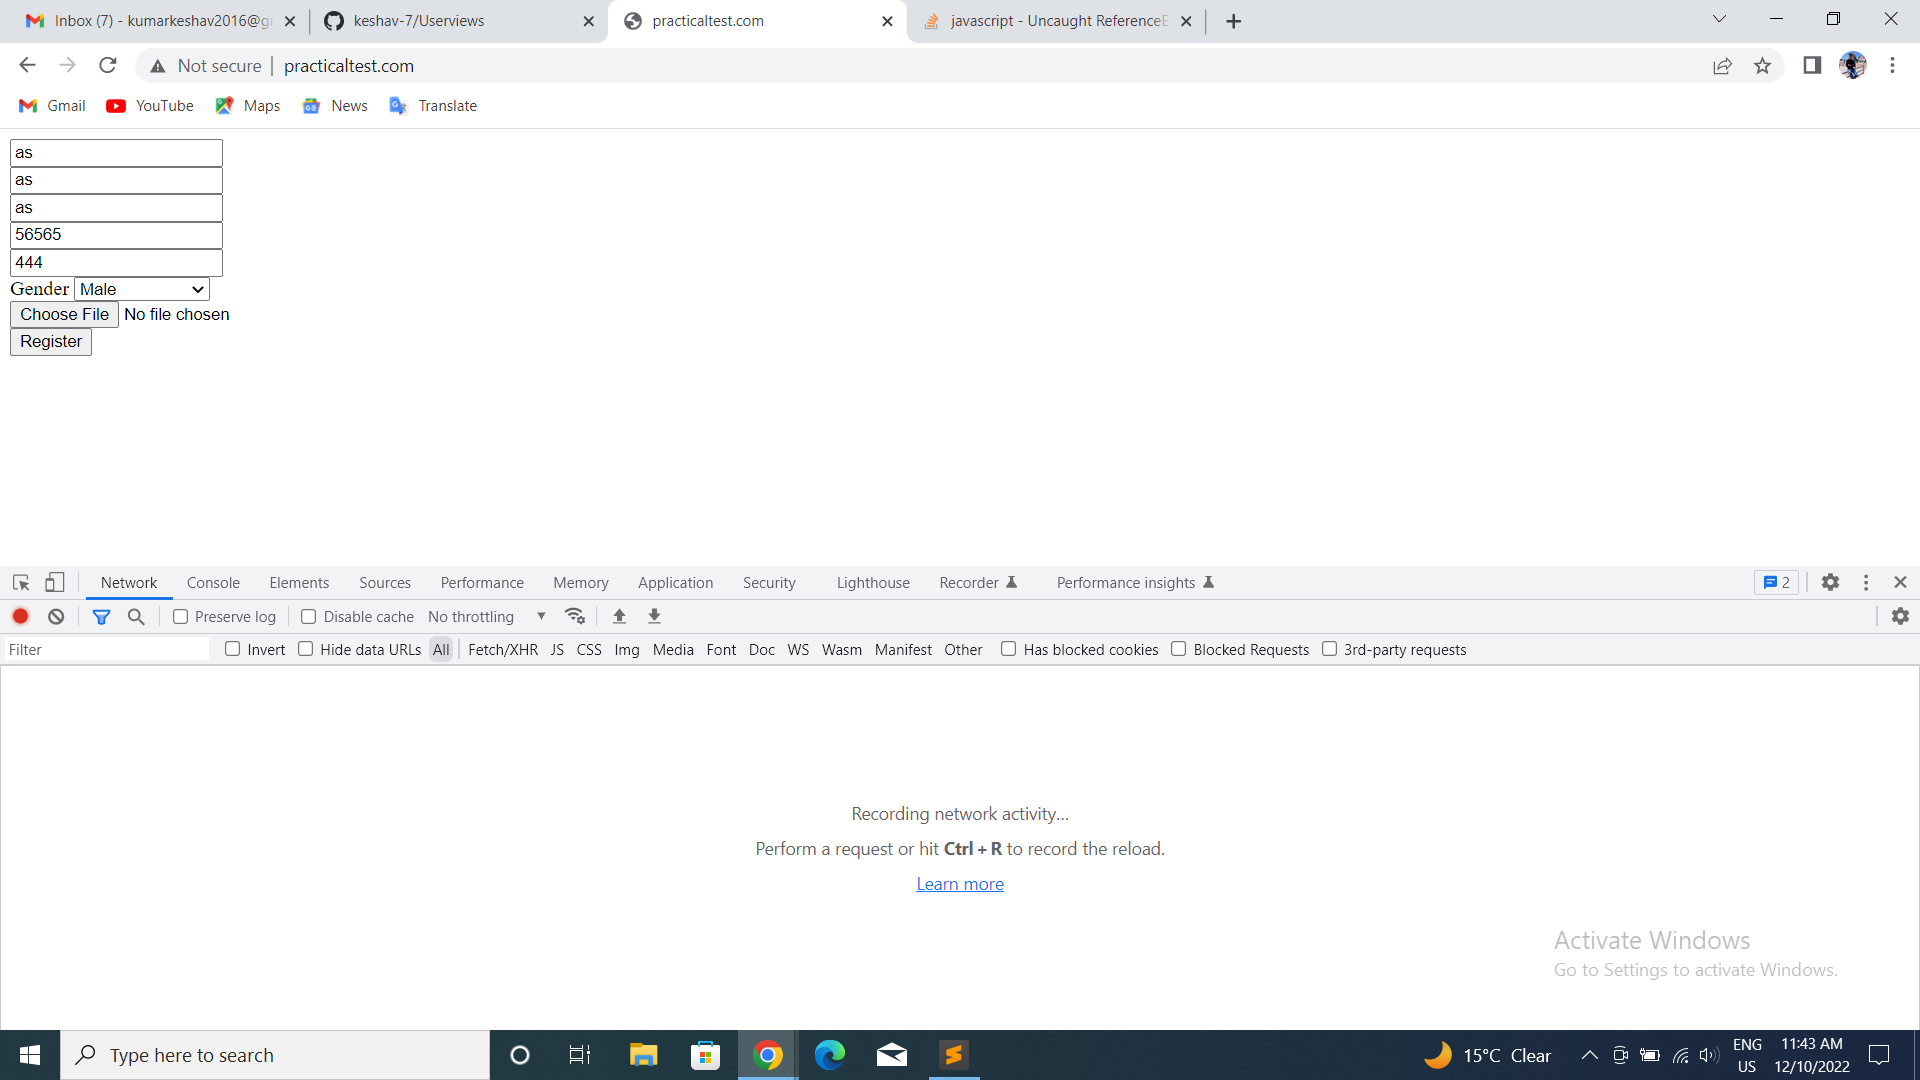 Inbox (7) - kumarkeshav2016@g
keshav-7/Userviews
practicaltest.com
javascript - Uncaught Reference
Not secure
practicaltest.com
Gmail
YouTube
Maps
News
Translate
as
as
as
56565
444
Gender Male
Choose File No file chosen
Register
Network Console Elements Sources Performance Memory Application Security Lighthouse Recorder Performance insights 2
Preserve log Disable cache No throttling
Filter Invert Hide data URLs All Fetch/XHR JS CSS Img Media Font Doc WS Wasm Manifest Other Has blocked cookies Blocked Requests 3rd-party requests
Recording network activity...
Perform a request or hit Ctrl + R to record the reload.
Learn more
Activate Windows
Go to Settings to activate Windows.
Type here to search
15°C Clear
ENG
US
11:43 AM
12/10/2022